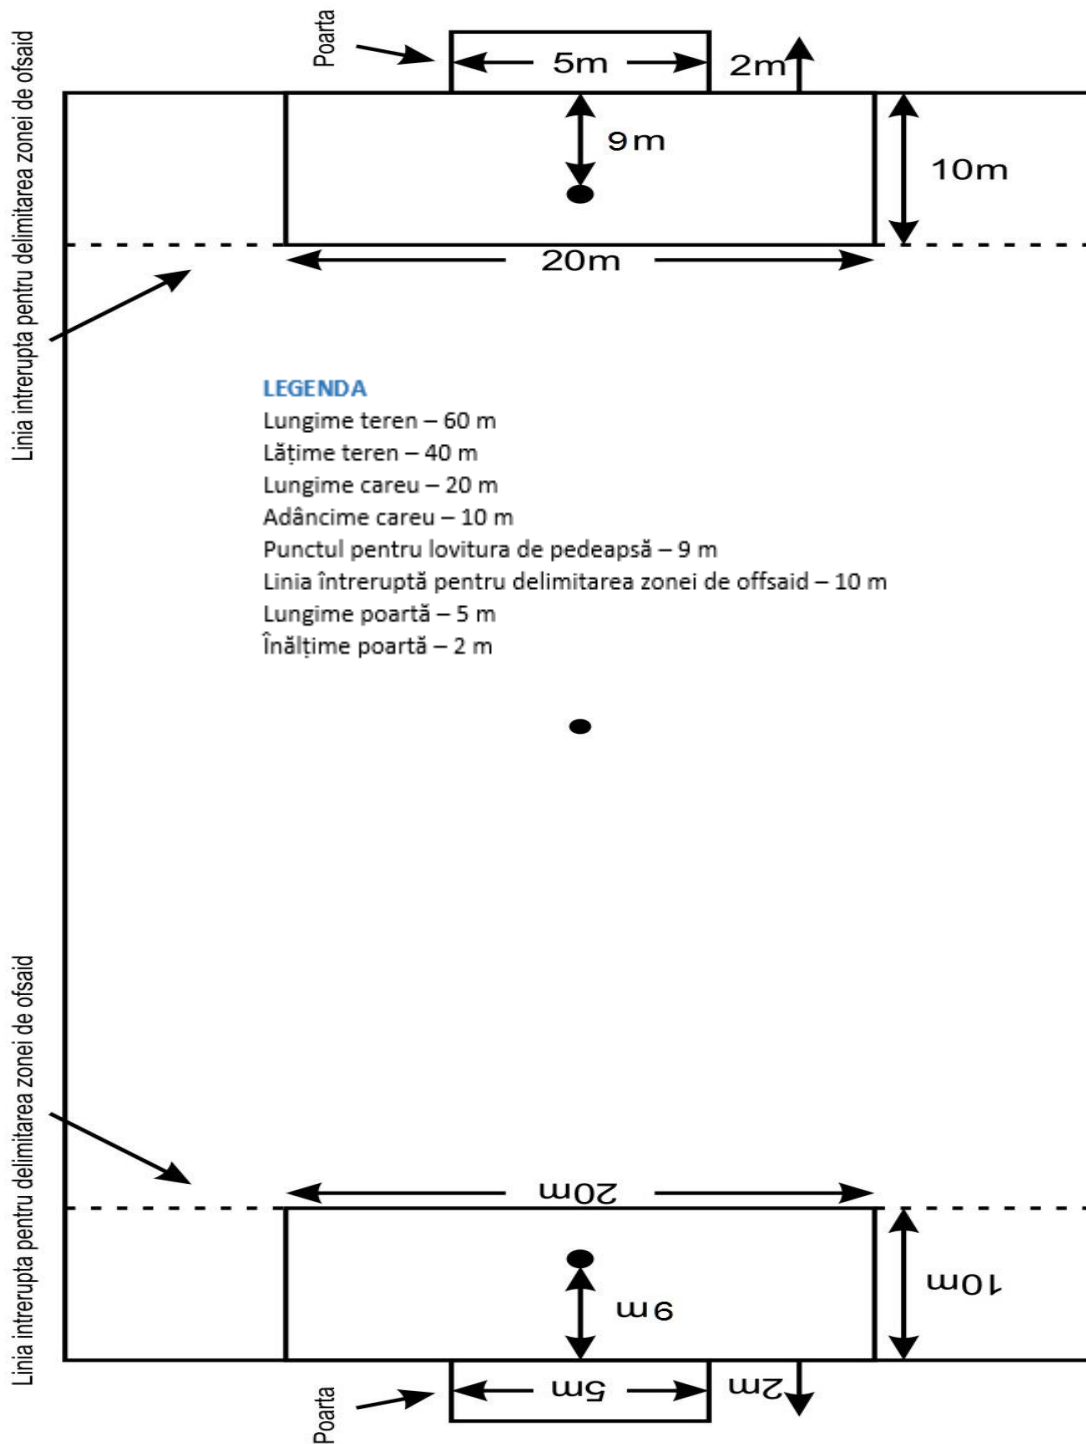 Poarta
5m
2m
9m
10m
20m
Linia intrerupta pentru delimitarea zonei de ofsaid
LEGENDA
Lungime teren – 60 m
Lățime teren – 40 m
Lungime careu – 20 m
Adâncime careu – 10 m
Punctul pentru lovitura de pedeapsă – 9 m
Linia întreruptă pentru delimitarea zonei de offsaid – 10 m
Lungime poartă – 5 m
Înălțime poartă – 2 m
Linia intrerupta pentru delimitarea zonei de ofsaid
20m
10m
9m
5m
2m
Poarta